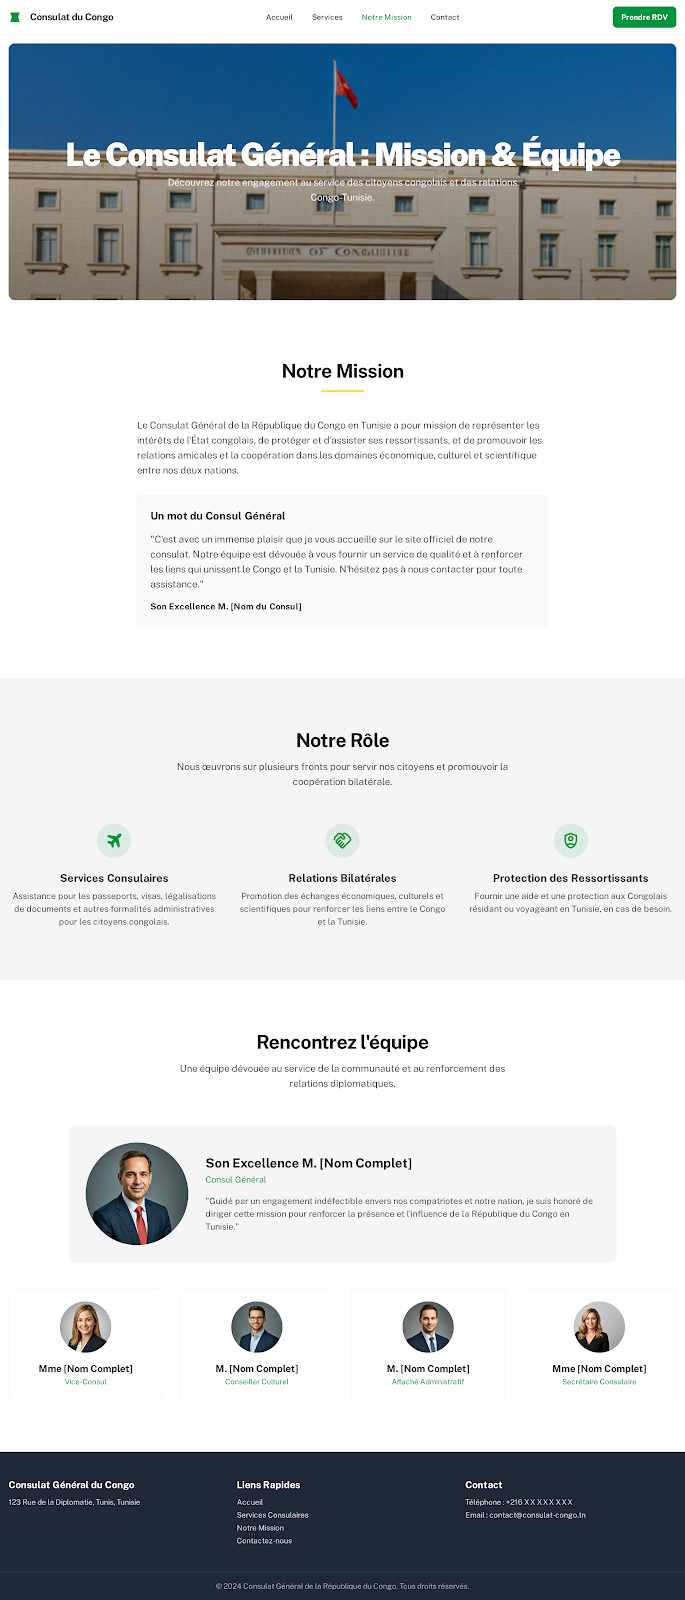 Consulat du Congo
Accueil
Services
Notre Mission
Contact
Prendre RDV
Le Consulat Général : Mission & Équipe
Découvrez notre engagement au service des citoyens congolais et des relations
Congo-Tunisie.
Notre Mission
Le Consulat Général de la République du Congo en Tunisie a pour mission de représenter les
intérêts de l'État congolais, de protéger et d'assister ses ressortissants, et de promouvoir les
relations amicales et la coopération dans les domaines économique, culturel et scientifique
entre nos deux nations.
Un mot du Consul Général
"C'est avec un immense plaisir que je vous accueille sur le site officiel de notre
consulat. Notre équipe est dévouée à vous fournir un service de qualité et à renforcer
les liens qui unissent le Congo et la Tunisie. N'hésitez pas à nous contacter pour toute
assistance."
Son Excellence M. [Nom du Consul]
Notre Rôle
Nous œuvrons sur plusieurs fronts pour servir nos citoyens et promouvoir la
coopération bilatérale.
Services Consulaires
Assistance pour les passeports, visas, légalisations
de documents et autres formalités administratives
pour les citoyens congolais.
Relations Bilatérales
Promotion des échanges économiques, culturels et
scientifiques pour renforcer les liens entre le Congo
et la Tunisie.
Protection des Ressortissants
Fournir une aide et une protection aux Congolais
résidant ou voyageant en Tunisie, en cas de besoin.
Rencontrez l'équipe
Une équipe dévouée au service de la communauté et au renforcement des
relations diplomatiques.
Son Excellence M. [Nom Complet]
Consul Général
"Guidé par un engagement indéfectible envers nos compatriotes et notre nation, je suis honoré de
diriger cette mission pour renforcer la présence et l'influence de la République du Congo en
Tunisie."
Mme [Nom Complet]
Vice-Consul
M. [Nom Complet]
Conseiller Culturel
M. [Nom Complet]
Attaché Administratif
Mme [Nom Complet]
Secrétaire Consulaire
Consulat Général du Congo
123 Rue de la Diplomatie, Tunis, Tunisie
Liens Rapides
Accueil
Services Consulaires
Notre Mission
Contactez-nous
Contact
Téléphone : +216 XX XXX XXX
Email : contact@consulat-congo.tn
© 2024 Consulat Général de la République du Congo. Tous droits réservés.